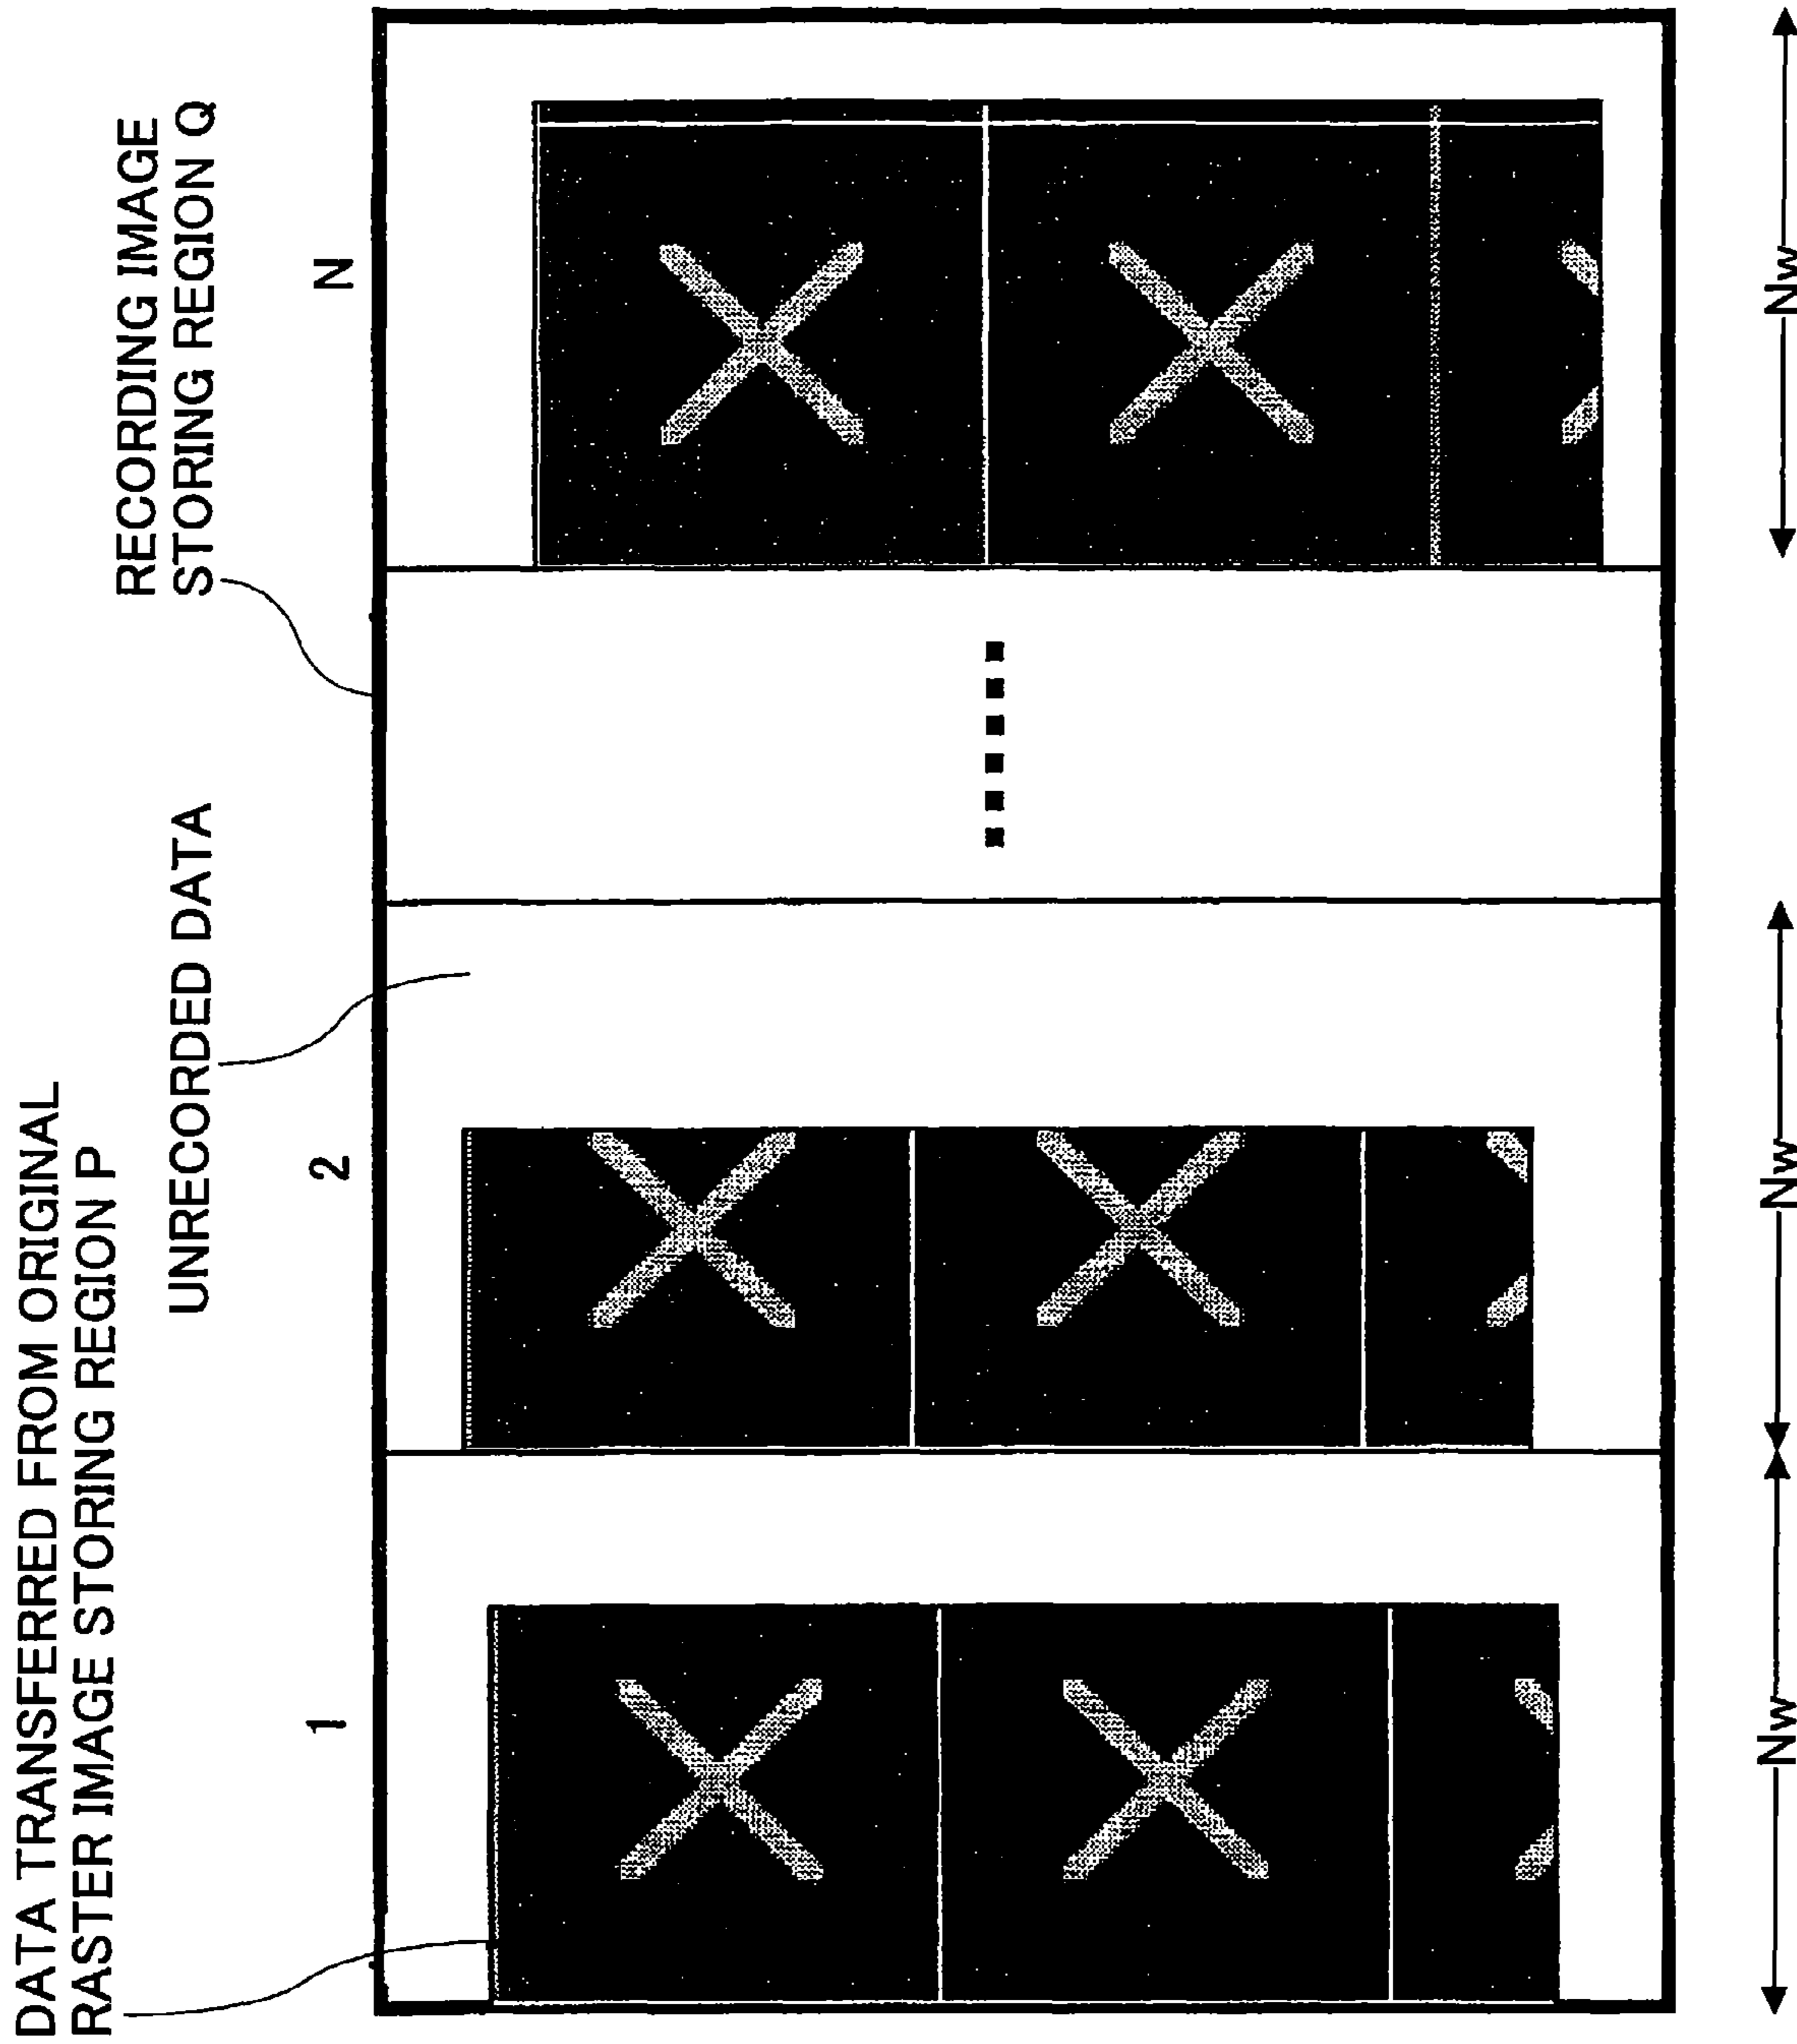 DATA TRANSFERRED FROM ORIGINAL
RASTER IMAGE STORING REGION P
UNRECORDED DATA
RECORDING IMAGE
STORING REGION Q
1
2
N
Nw
Nw
Nw